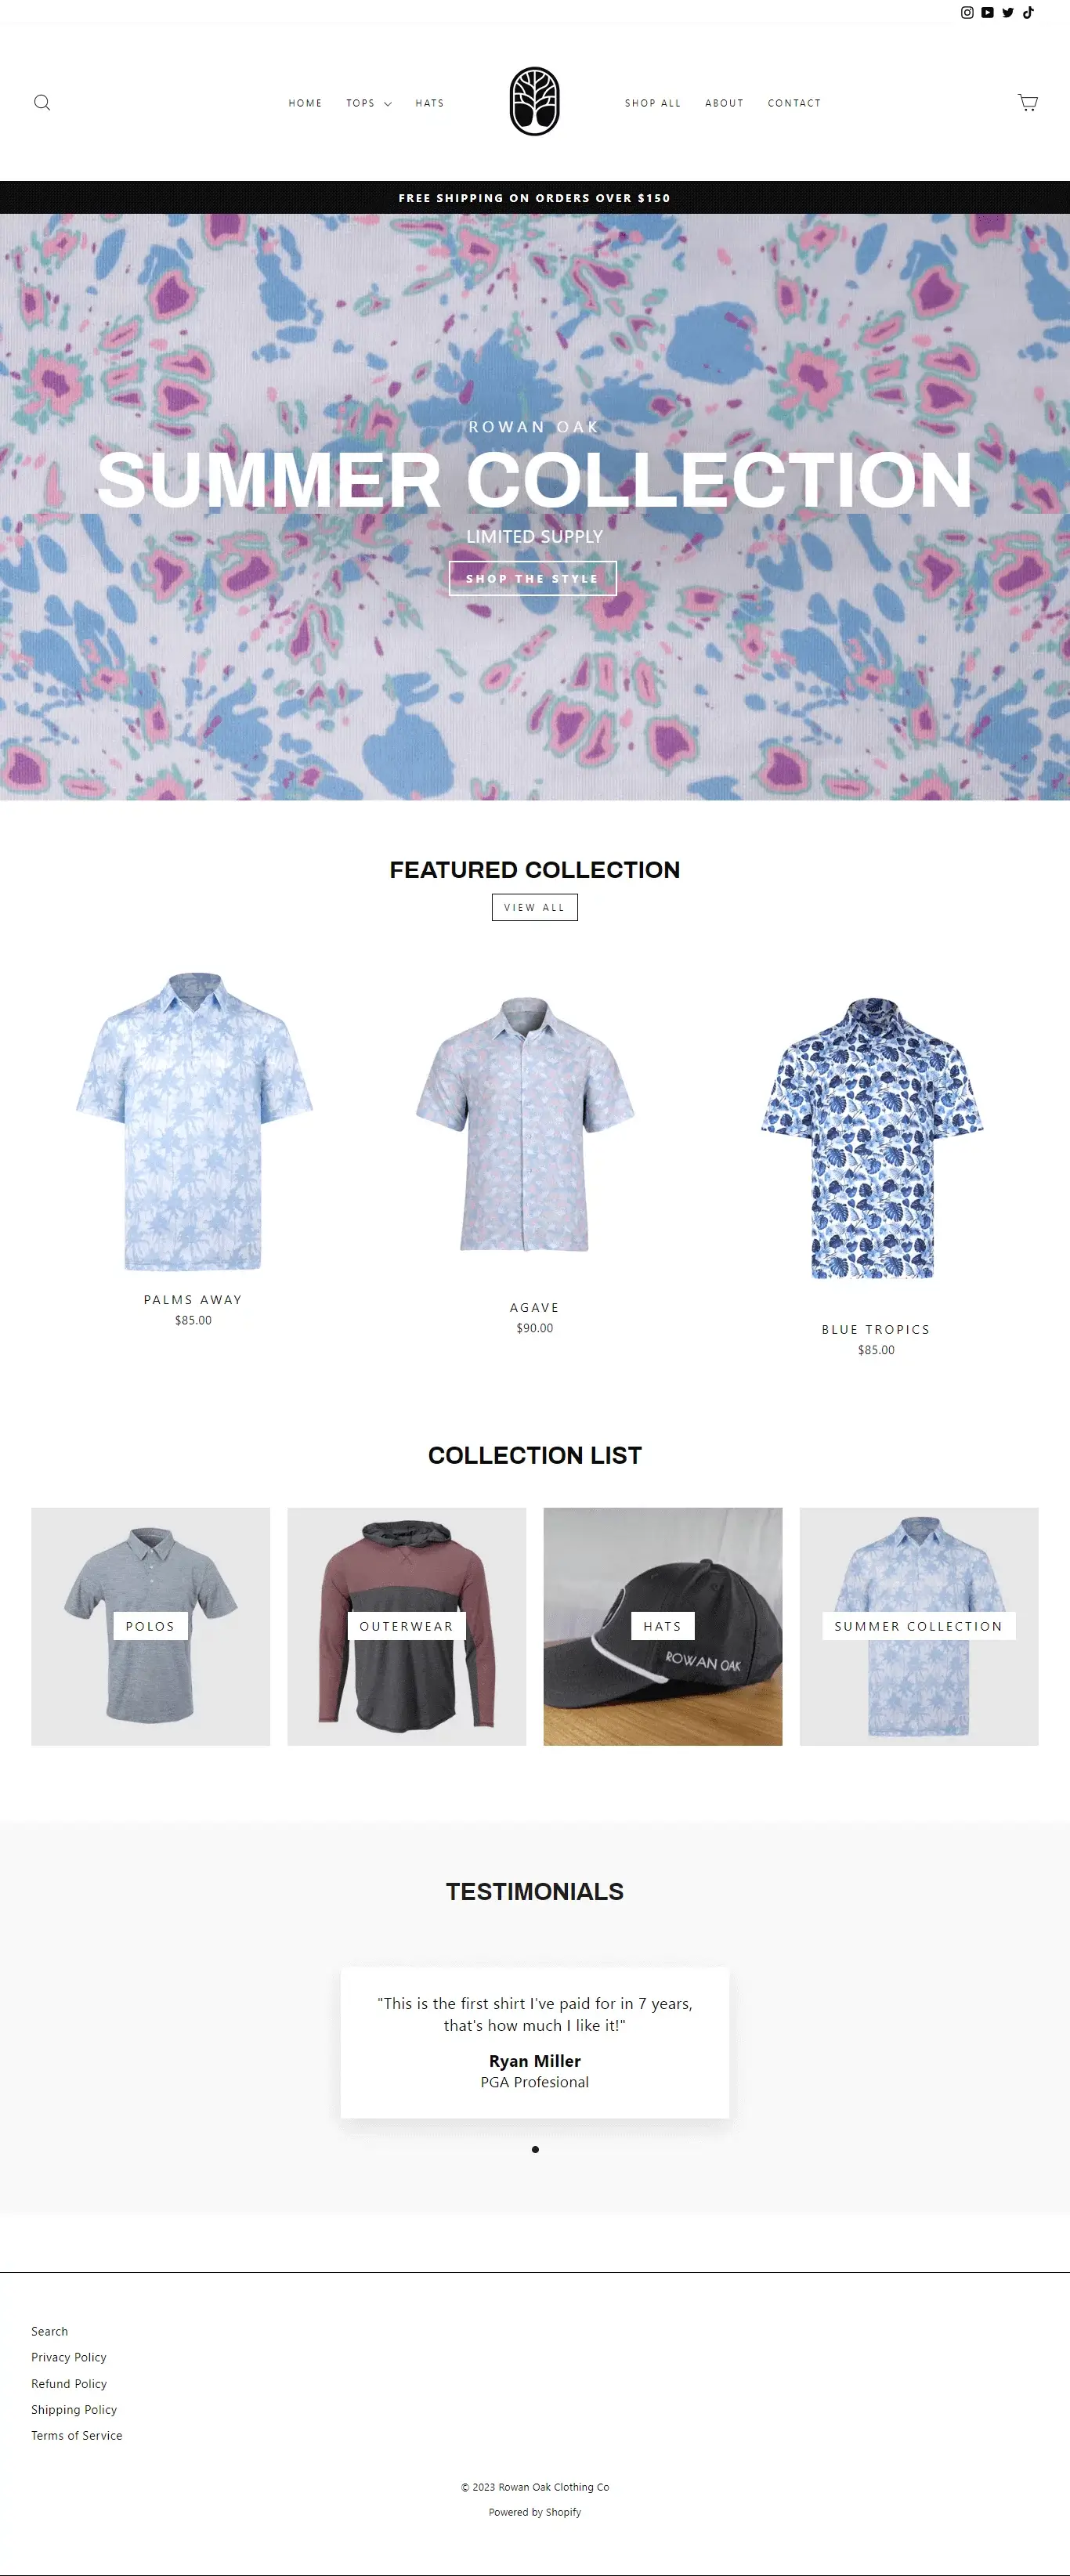 HOME TOPS HATS SHOP ALL ABOUT CONTACT
FREE SHIPPING ON ORDERS OVER $150
ROWAN OAK
SUMMER COLLECTION
LIMITED SUPPLY
SHOP THE STYLE
FEATURED COLLECTION
VIEW ALL
PALMS AWAY
$85.00
AGAVE
$90.00
BLUE TROPICS
$85.00
COLLECTION LIST
POLOS
OUTERWEAR
HATS
ROWAN OAK
SUMMER COLLECTION
TESTIMONIALS
"This is the first shirt I've paid for in 7 years,
that's how much I like it!"
Ryan Miller
PGA Profesional
Search
Privacy Policy
Refund Policy
Shipping Policy
Terms of Service
© 2023 Rowan Oak Clothing Co
Powered by Shopify